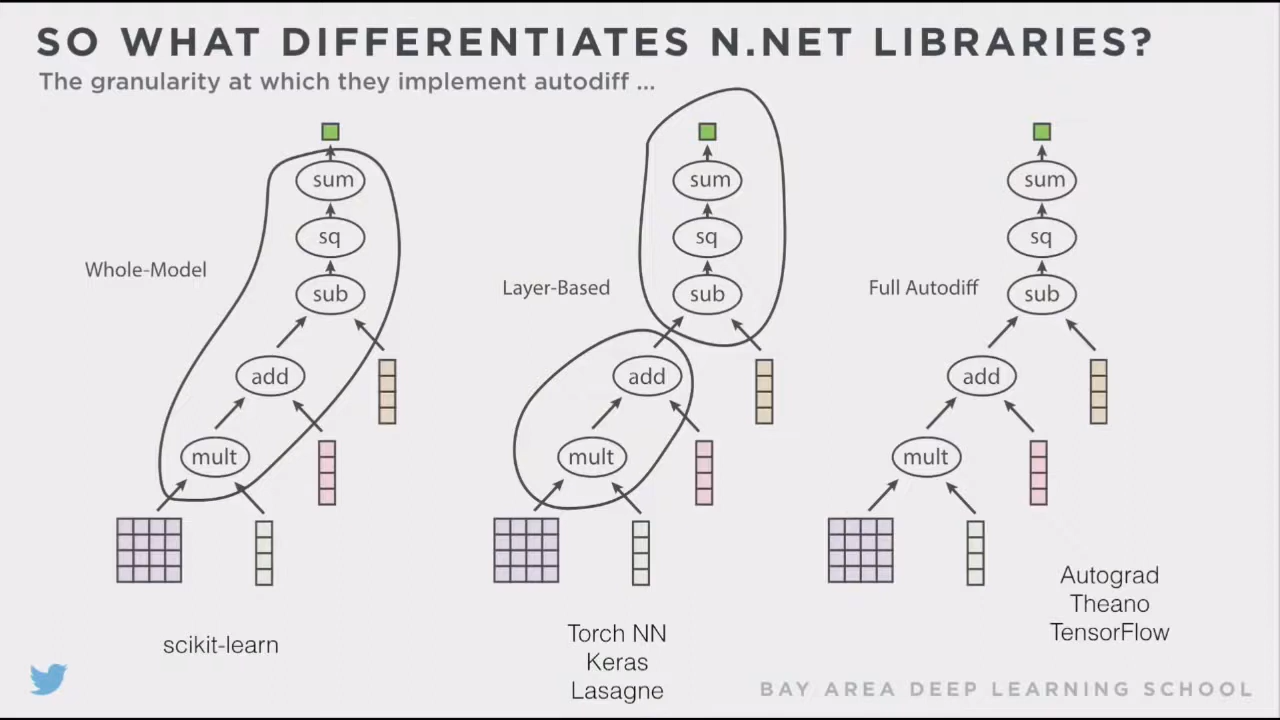 SO WHAT DIFFERENTIATES N.NET LIBRARIES?
The granularity at which they implement autodiff ...
Whole-Model
sum
sq
sub
add
mult
scikit-learn
Layer-Based
sum
sq
sub
add
mult
Torch NN
Keras
Lasagne
Full Autodiff
sum
sq
sub
add
mult
Autograd
Theano
TensorFlow
BAY AREA DEEP LEARNING SCHOOL